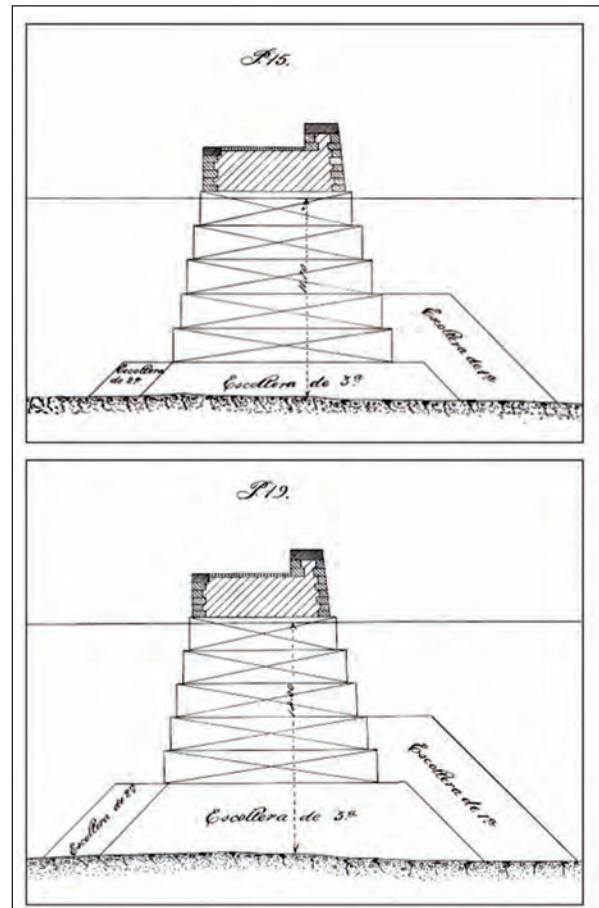 P. 15.
Escollera de 1ª
Escollera
de 2ª
Escollera de 3ª
P. 19.
Escollera de 2ª
Escollera de 3ª
Escollera de 1ª